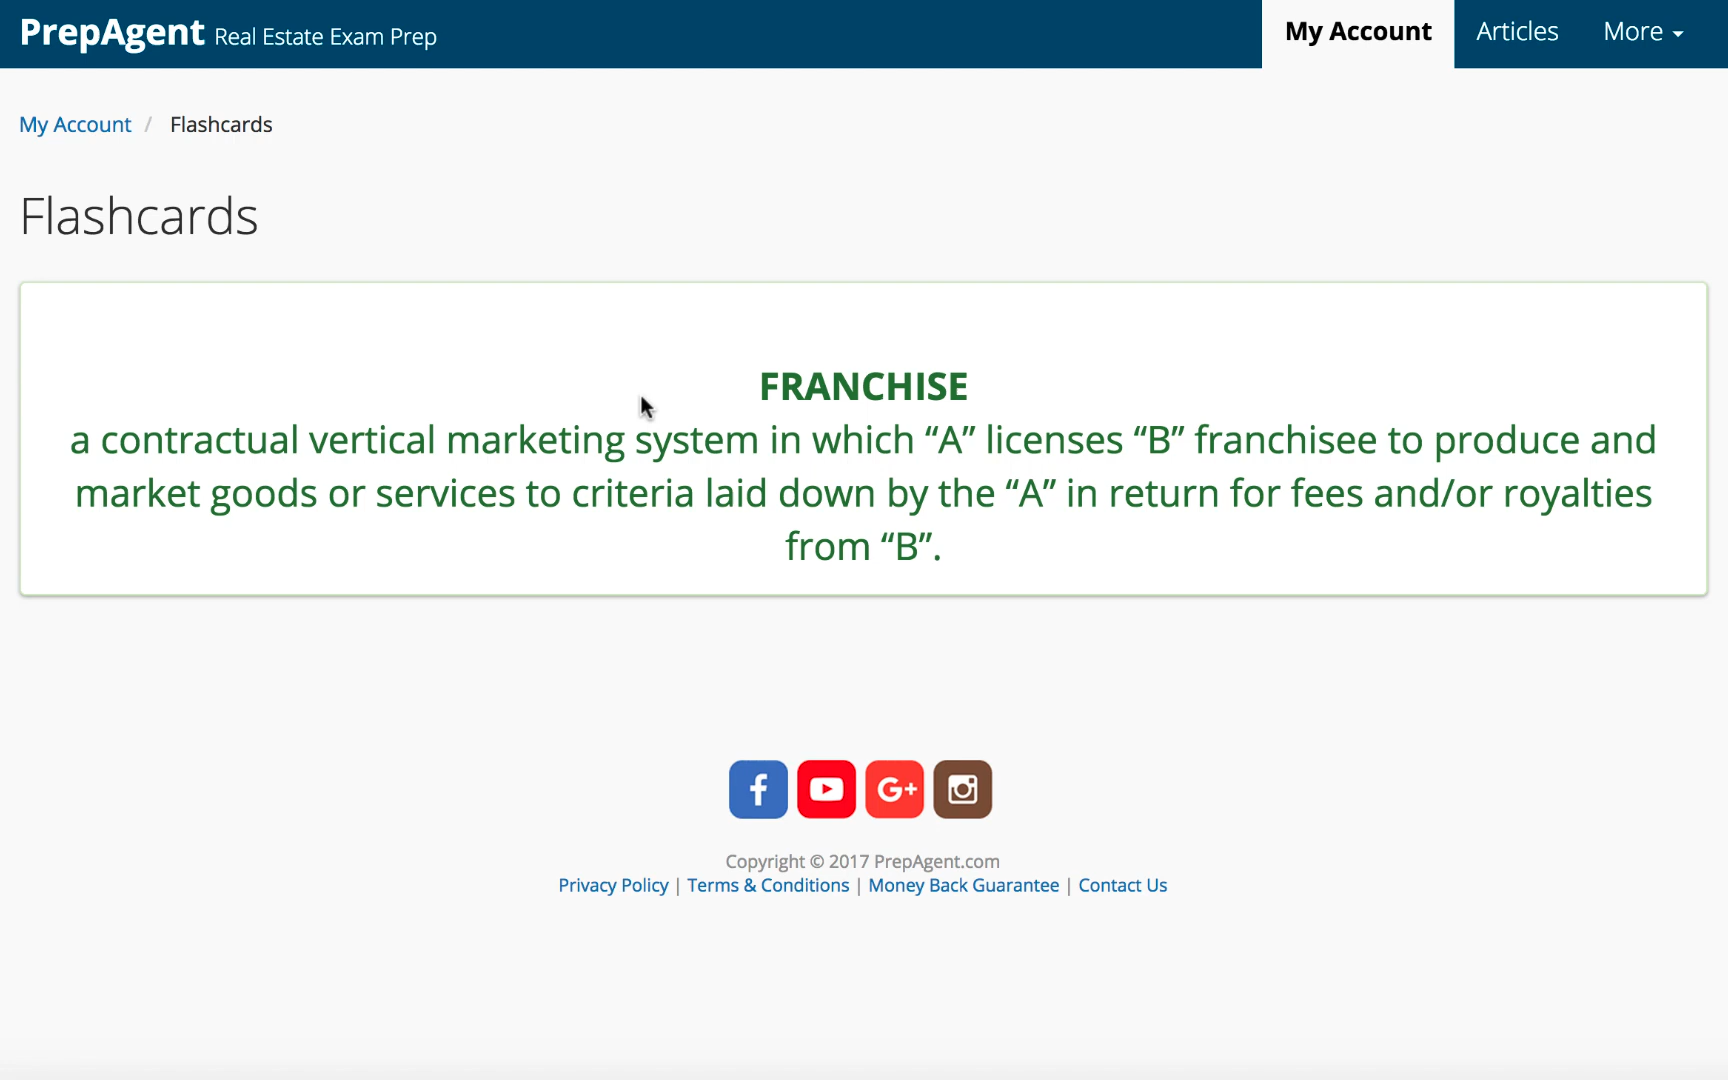 PrepAgent Real Estate Exam Prep
My Account Articles More
My Account / Flashcards
Flashcards
FRANCHISE
a contractual vertical marketing system in which “A” licenses “B” franchisee to produce and
market goods or services to criteria laid down by the “A” in return for fees and/or royalties
from “B”.
f G+
Copyright © 2017 PrepAgent.com
Privacy Policy | Terms & Conditions | Money Back Guarantee | Contact Us